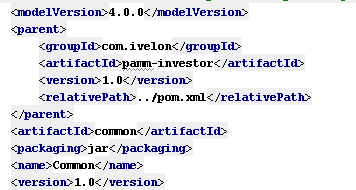 <modelVersion>4.0.0</modelVersion>
<parent>
<groupId>com.ivelon</groupId>
<artifactId>pamm-investor</artifactId>
<version>1.0</version>
<relativePath>../pom.xml</relativePath>
</parent>
<artifactId>common</artifactId>
<packaging>jar</packaging>
<name>Common</name>
<version>1.0</version>